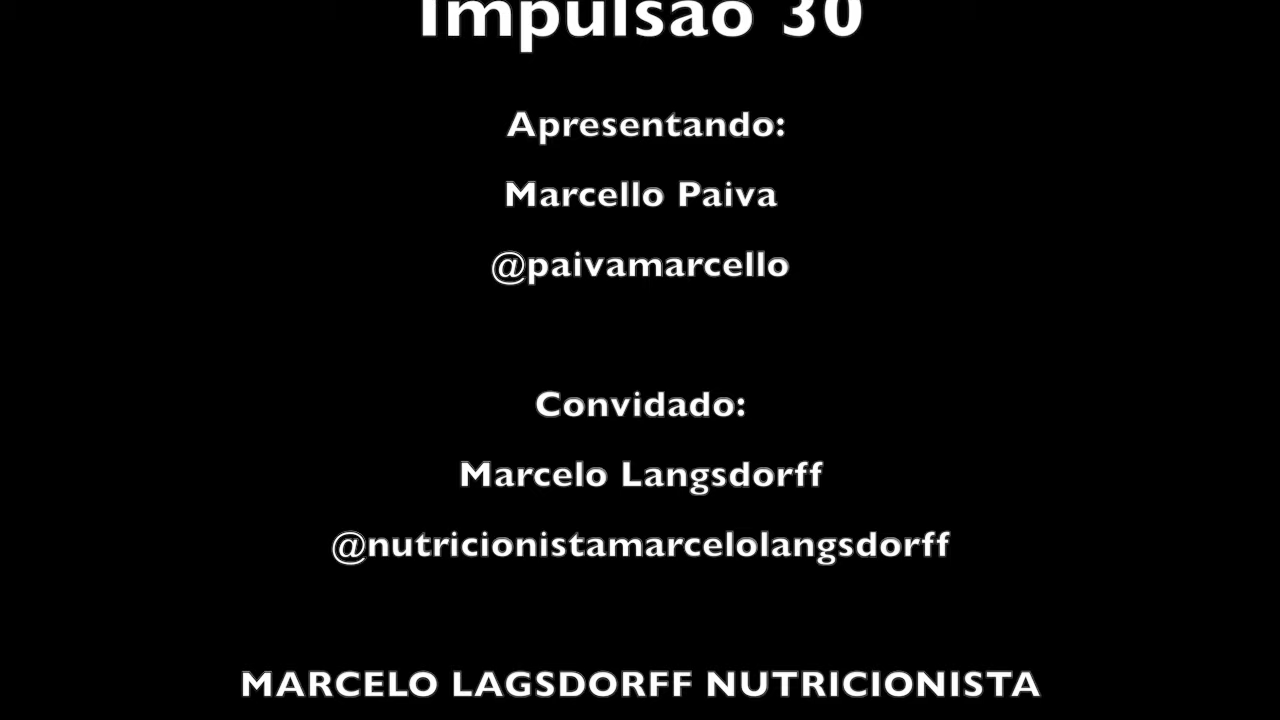 Impulsão 30
Apresentando:
Marcello Paiva
@paivamarcello
Convidado:
Marcelo Langsdorff
@nutricionistamarcelolangsdorff
MARCELO LAGSDORFF NUTRICIONISTA